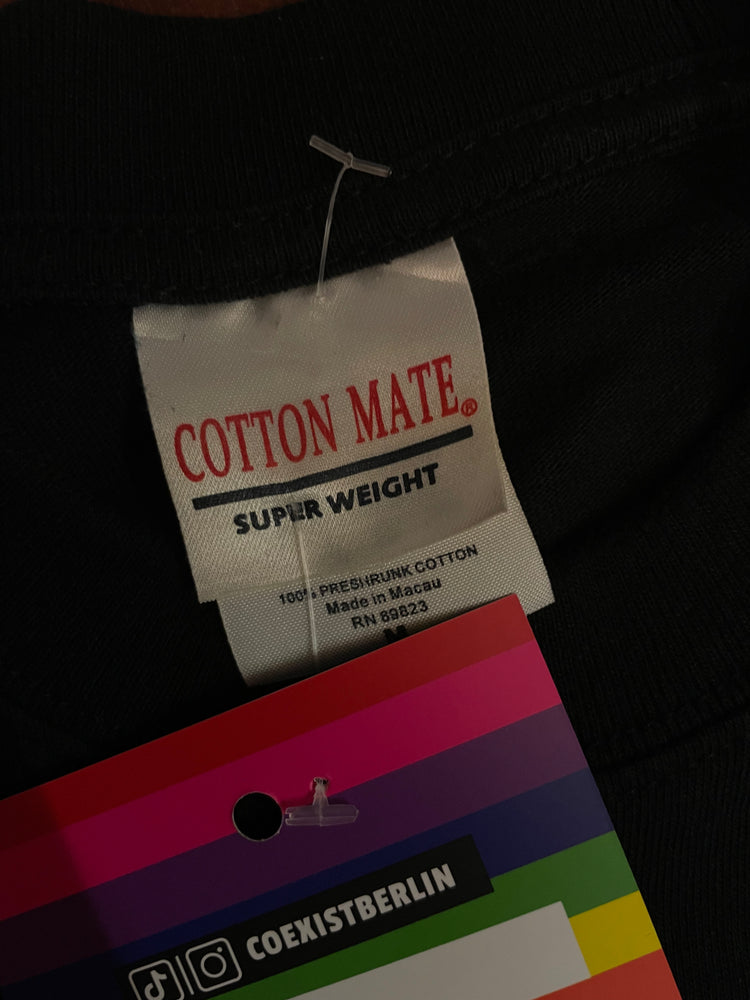 COTTON MATE®
SUPER WEIGHT
100% PRESHRUNK COTTON
Made in Macau
RN 89823
M
COEXISTBERLIN